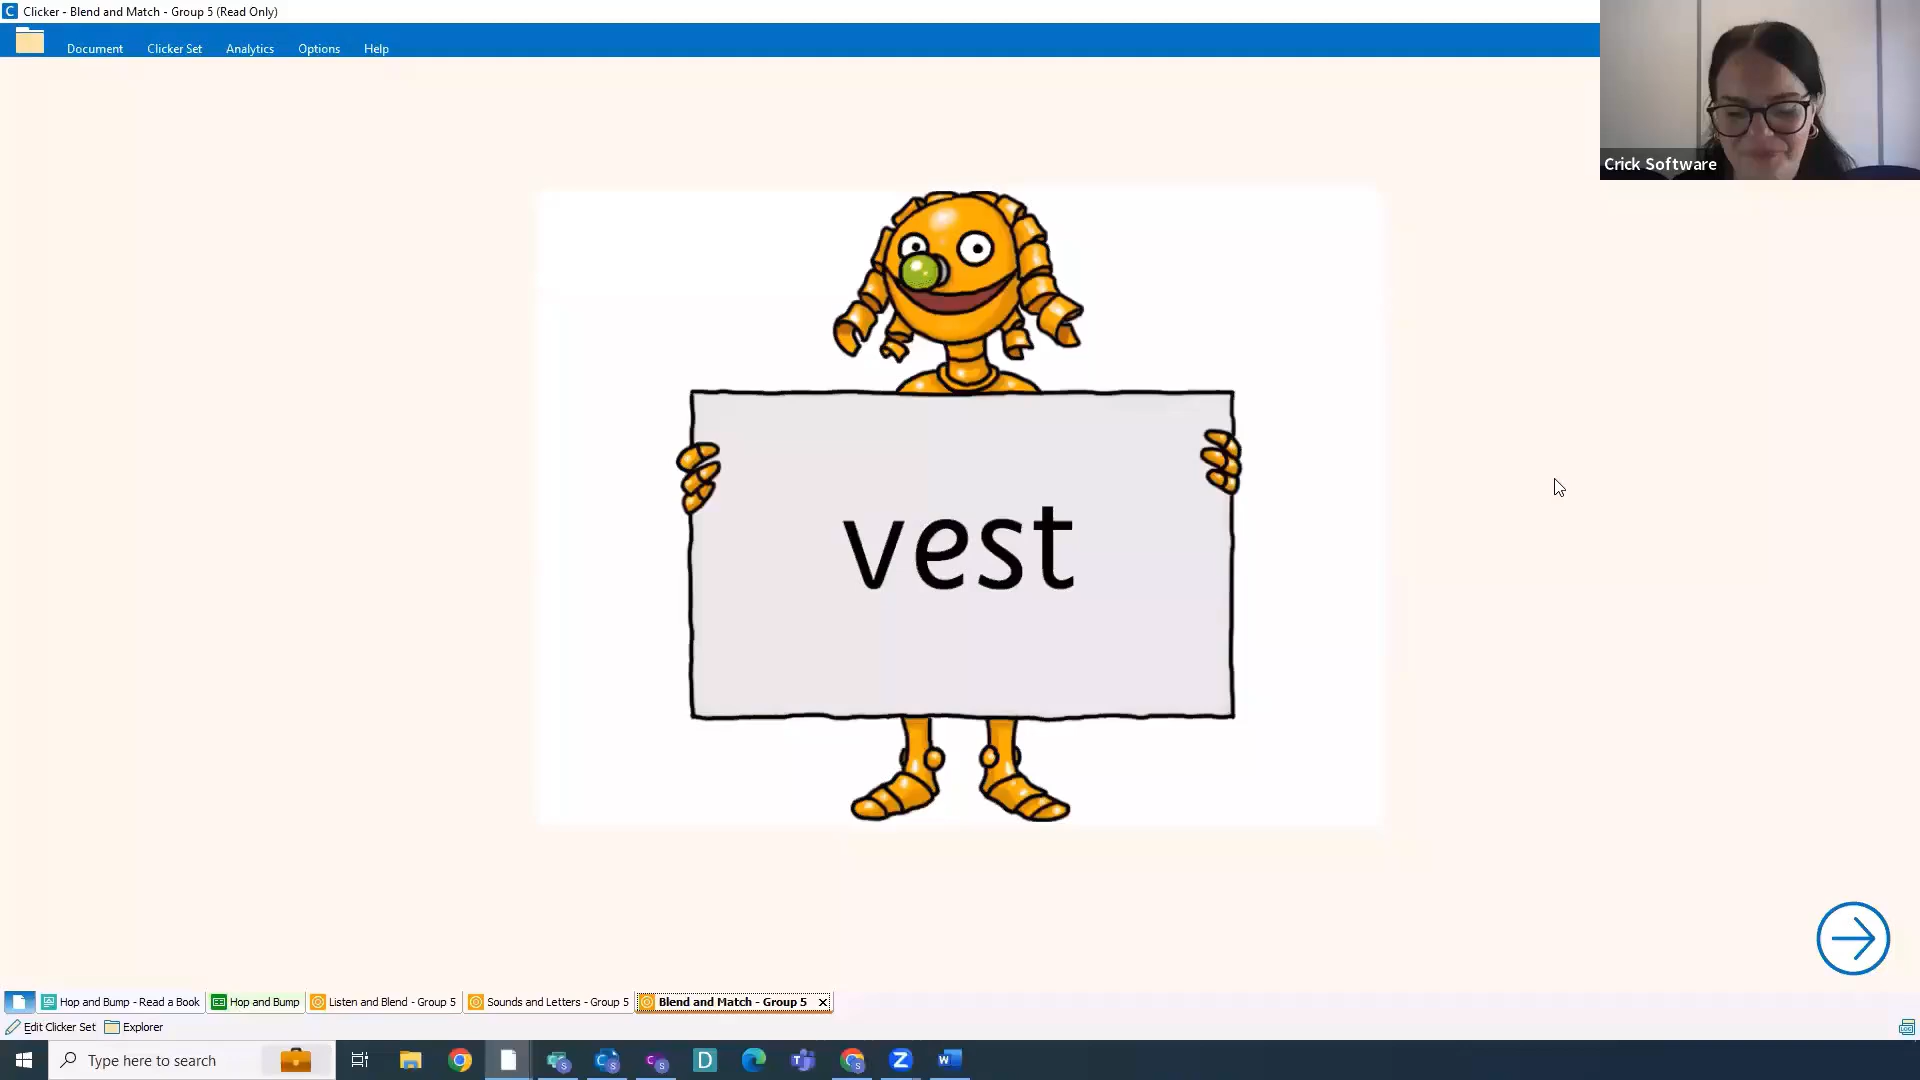 Clicker - Blend and Match - Group 5 (Read Only)
Document Clicker Set Analytics Options Help
Crick Software
vest
Hop and Bump - Read a Book Hop and Bump Listen and Blend - Group 5 Sounds and Letters - Group 5 Blend and Match - Group 5
Edit Clicker Set Explorer
Type here to search